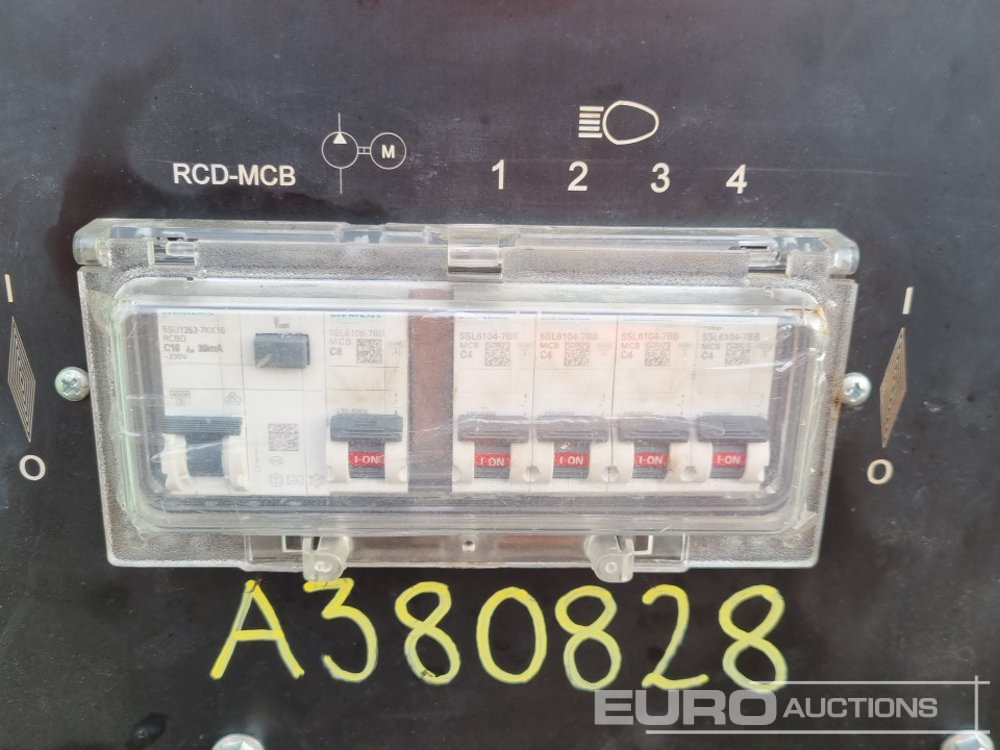 RCD-MCB
M
1 2 3 4
I
I
SIEMENS
5SU1353-7KK16
RCBO
C16 30mA
~230V
5SL6106-7BB
MCB
C6
5SL6104-7BB
MCB
C4
5SL6104-7BB
MCB
C4
5SL6104-7BB
MCB
C4
5SL6104-7BB
MCB
C4
I-ON
I-ON
I-ON
I-ON
I-ON
O
O
A380828
EURO AUCTIONS